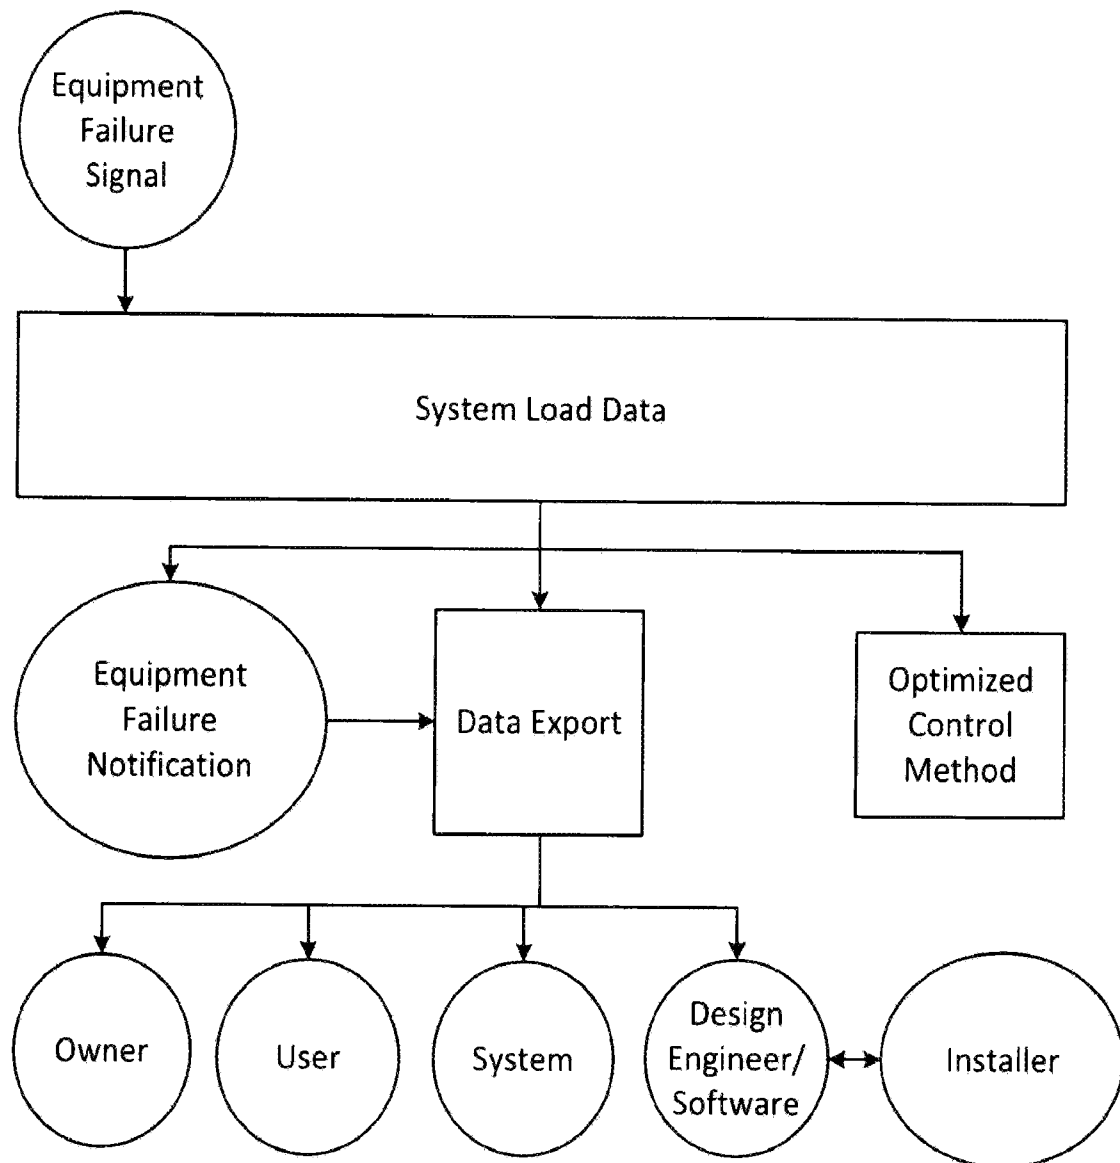 Equipment
Failure
Signal
System Load Data
Equipment
Failure
Notification
Data Export
Optimized
Control
Method
Owner
User
System
Design
Engineer/
Software
Installer